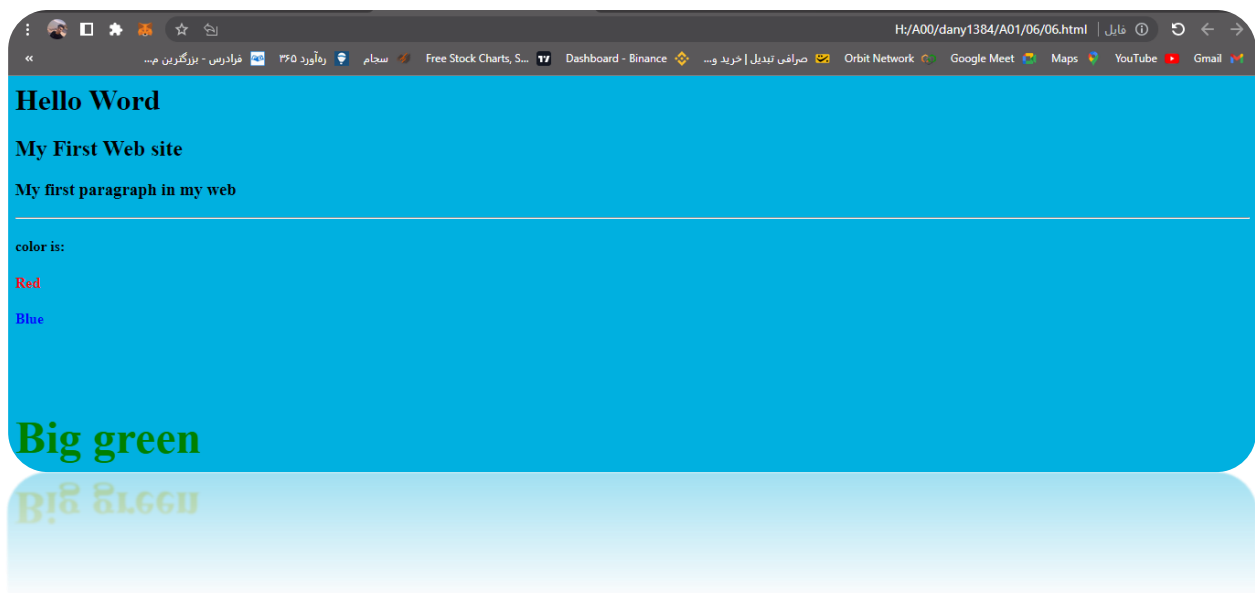 H:/A00/dany1384/A01/06/06.html | فایل
« فرادرس - بزرگترین م... رهآورد ۳۶۵ سجام Free Stock Charts, S... Dashboard - Binance صرافی تبدیل | خرید و... Orbit Network Google Meet Maps YouTube Gmail
Hello Word
My First Web site
My first paragraph in my web
color is:
Red
Blue
Big green